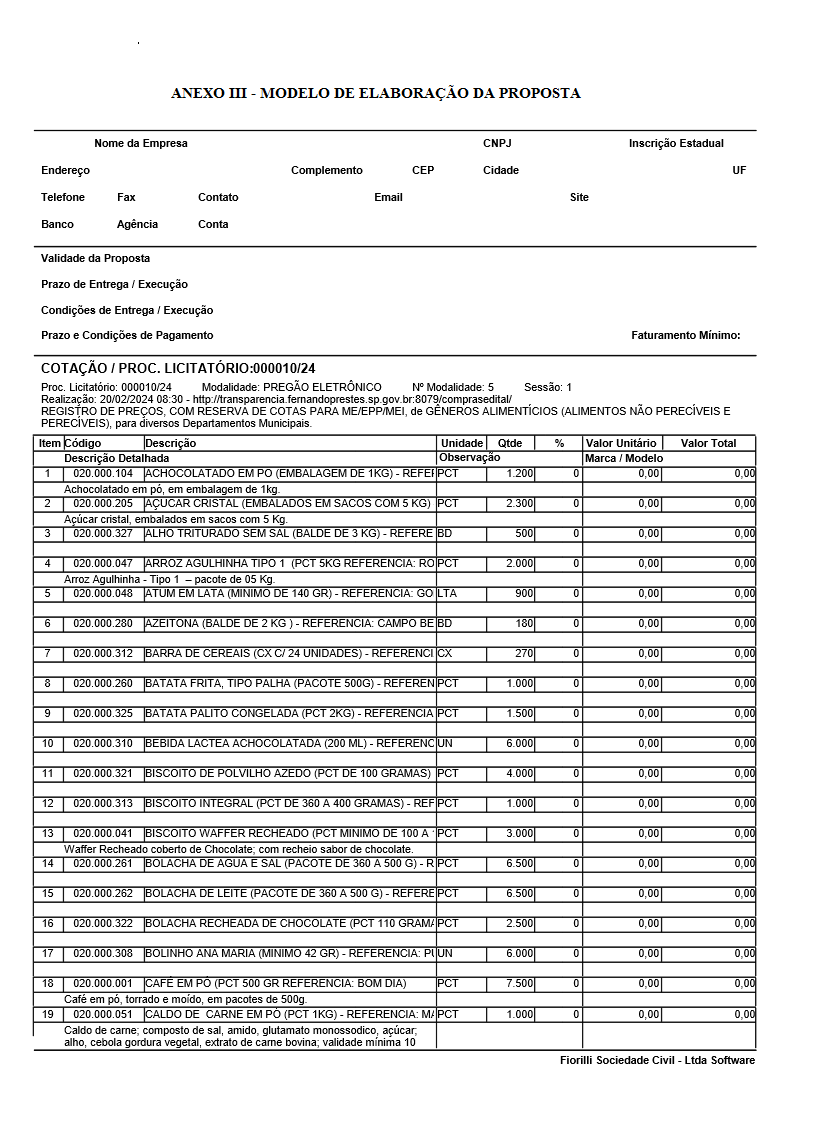 ANEXO III - MODELO DE ELABORAÇÃO DA PROPOSTA
Nome da Empresa CNPJ Inscrição Estadual
Endereço Complemento CEP Cidade UF
Telefone Fax Contato Email Site
Banco Agência Conta
Validade da Proposta
Prazo de Entrega / Execução
Condições de Entrega / Execução
Prazo e Condições de Pagamento Faturamento Mínimo:
COTAÇÃO / PROC. LICITATÓRIO:000010/24
Proc. Licitatório: 000010/24 Modalidade: PREGÃO ELETRÔNICO Nº Modalidade: 5 Sessão: 1
Realização: 20/02/2024 08:30 - http://transparencia.fernandoprestes.sp.gov.br:8079/comprasedital/
REGISTRO DE PREÇOS, COM RESERVA DE COTAS PARA ME/EPP/MEI, de GÊNEROS ALIMENTÍCIOS (ALIMENTOS NÃO PERECÍVEIS E
PERECÍVEIS), para diversos Departamentos Municipais.
Item Código Descrição Unidade Qtde % Valor Unitário Valor Total
Descrição Detalhada Observação Marca / Modelo
1 020.000.104 ACHOCOLATADO EM PO (EMBALAGEM DE 1KG) - REFER PCT 1.200 0 0,00 0,00
Achocolatado em pó, em embalagem de 1kg.
2 020.000.205 AÇUCAR CRISTAL (EMBALADOS EM SACOS COM 5 KG) PCT 2.300 0 0,00 0,00
Açúcar cristal, embalados em sacos com 5 Kg.
3 020.000.327 ALHO TRITURADO SEM SAL (BALDE DE 3 KG) - REFERE BD 500 0 0,00 0,00
4 020.000.047 ARROZ AGULHINHA TIPO 1 (PCT 5KG REFERENCIA: RO PCT 2.000 0 0,00 0,00
Arroz Agulhinha - Tipo 1 – pacote de 05 Kg.
5 020.000.048 ATUM EM LATA (MINIMO DE 140 GR) - REFERENCIA: GO LTA 900 0 0,00 0,00
6 020.000.280 AZEITONA (BALDE DE 2 KG ) - REFERENCIA: CAMPO BE BD 180 0 0,00 0,00
7 020.000.312 BARRA DE CEREAIS (CX C/ 24 UNIDADES) - REFERENCI CX 270 0 0,00 0,00
8 020.000.260 BATATA FRITA, TIPO PALHA (PACOTE 500G) - REFEREN PCT 1.000 0 0,00 0,00
9 020.000.325 BATATA PALITO CONGELADA (PCT 2KG) - REFERENCIA PCT 1.500 0 0,00 0,00
10 020.000.310 BEBIDA LACTEA ACHOCOLATADA (200 ML) - REFERENC UN 6.000 0 0,00 0,00
11 020.000.321 BISCOITO DE POLVILHO AZEDO (PCT DE 100 GRAMAS) PCT 4.000 0 0,00 0,00
12 020.000.313 BISCOITO INTEGRAL (PCT DE 360 A 400 GRAMAS) - REF PCT 1.000 0 0,00 0,00
13 020.000.041 BISCOITO WAFFER RECHEADO (PCT MINIMO DE 100 A PCT 3.000 0 0,00 0,00
Waffer Recheado coberto de Chocolate; com recheio sabor de chocolate.
14 020.000.261 BOLACHA DE AGUA E SAL (PACOTE DE 360 A 500 G) - R PCT 6.500 0 0,00 0,00
15 020.000.262 BOLACHA DE LEITE (PACOTE DE 360 A 500 G) - REFERE PCT 6.500 0 0,00 0,00
16 020.000.322 BOLACHA RECHEADA DE CHOCOLATE (PCT 110 GRAMA PCT 2.500 0 0,00 0,00
17 020.000.308 BOLINHO ANA MARIA (MINIMO 42 GR) - REFERENCIA: PU UN 6.000 0 0,00 0,00
18 020.000.001 CAFÉ EM PÓ (PCT 500 GR REFERENCIA: BOM DIA) PCT 7.500 0 0,00 0,00
Café em pó, torrado e moído, em pacotes de 500g.
19 020.000.051 CALDO DE CARNE EM PÓ (PCT 1KG) - REFERENCIA: MA PCT 1.000 0 0,00 0,00
Caldo de carne; composto de sal, amido, glutamato monossodico, açúcar;
alho, cebola gordura vegetal, extrato de carne bovina; validade mínima 10
Fiorilli Sociedade Civil - Ltda Software